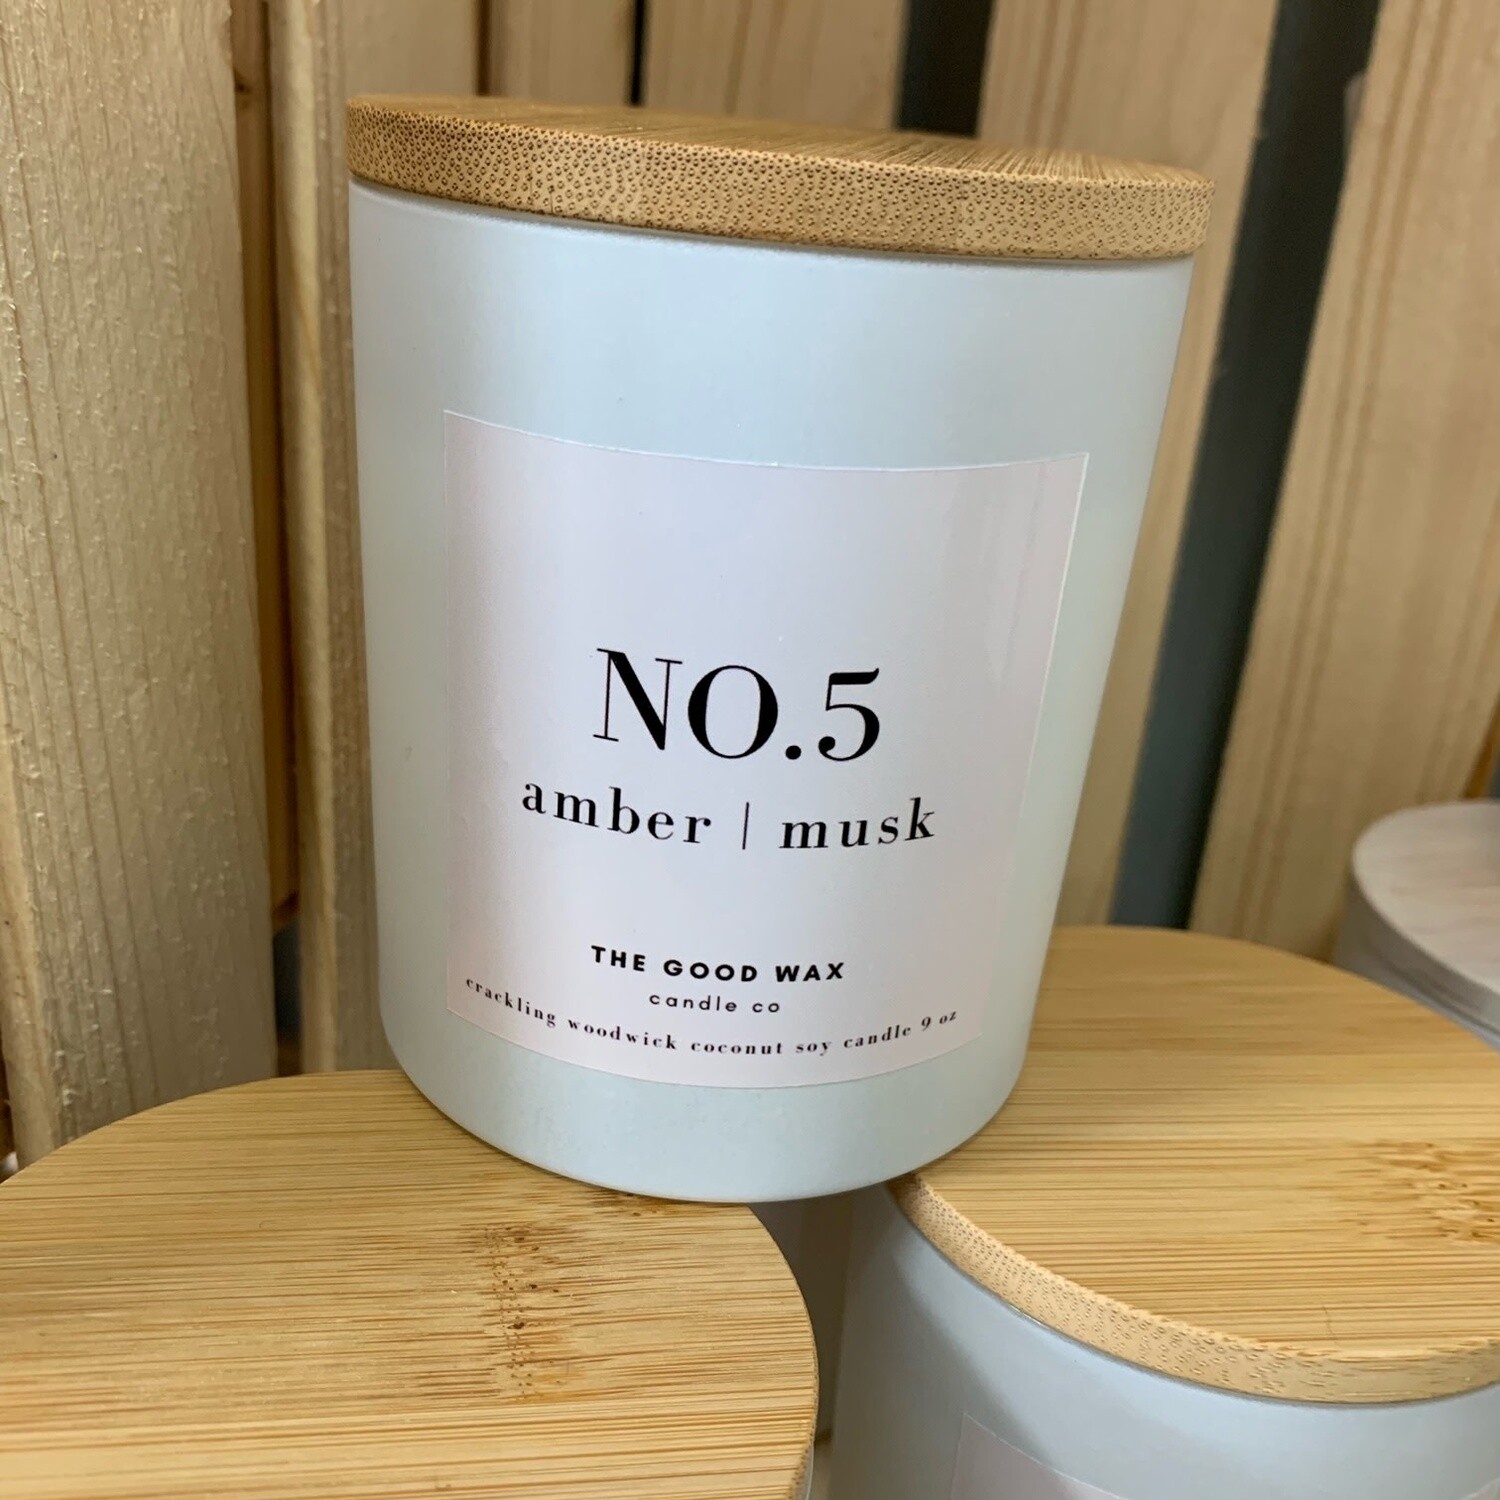 NO.5
amber | musk
THE GOOD WAX
candle co
crackling woodwick coconut soy candle 9 oz